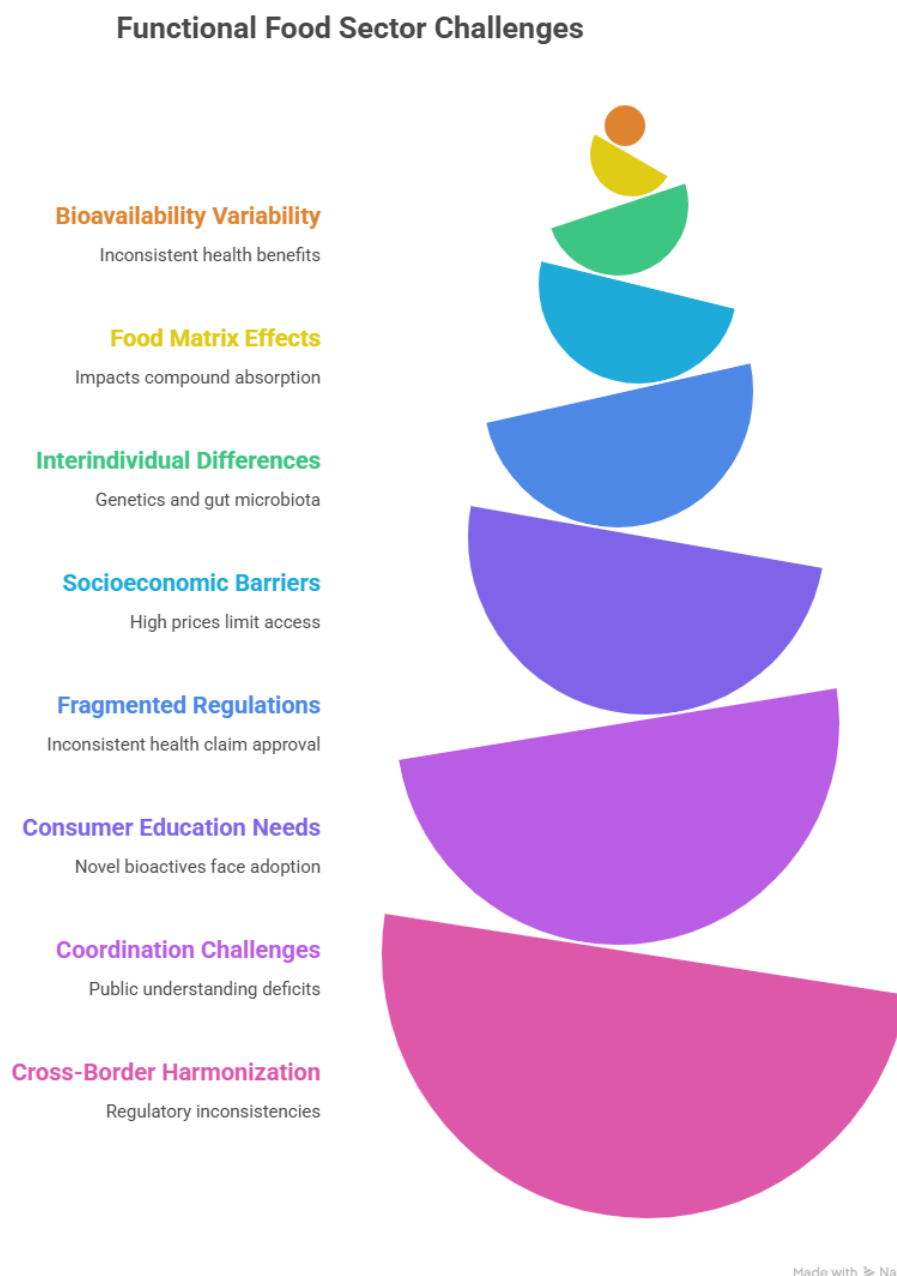 Functional Food Sector Challenges
Bioavailability Variability
Inconsistent health benefits
Food Matrix Effects
Impacts compound absorption
Interindividual Differences
Genetics and gut microbiota
Socioeconomic Barriers
High prices limit access
Fragmented Regulations
Inconsistent health claim approval
Consumer Education Needs
Novel bioactives face adoption
Coordination Challenges
Public understanding deficits
Cross-Border Harmonization
Regulatory inconsistencies
Made with